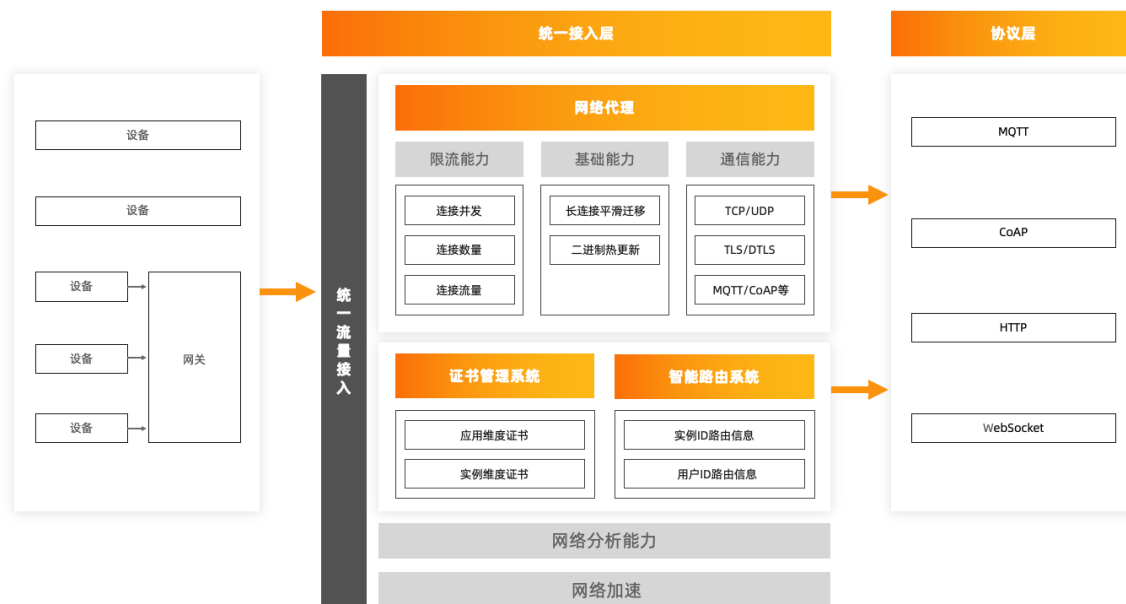 统一接入层
协议层
设备
设备
设备
设备
设备
网关
统一流量接入
网络代理
限流能力
基础能力
通信能力
连接并发
连接数量
连接流量
长连接平滑迁移
二进制热更新
TCP/UDP
TLS/DTLS
MQTT/CoAP等
证书管理系统
智能路由系统
应用维度证书
实例维度证书
实例ID路由信息
用户ID路由信息
网络分析能力
网络加速
MQTT
CoAP
HTTP
WebSocket